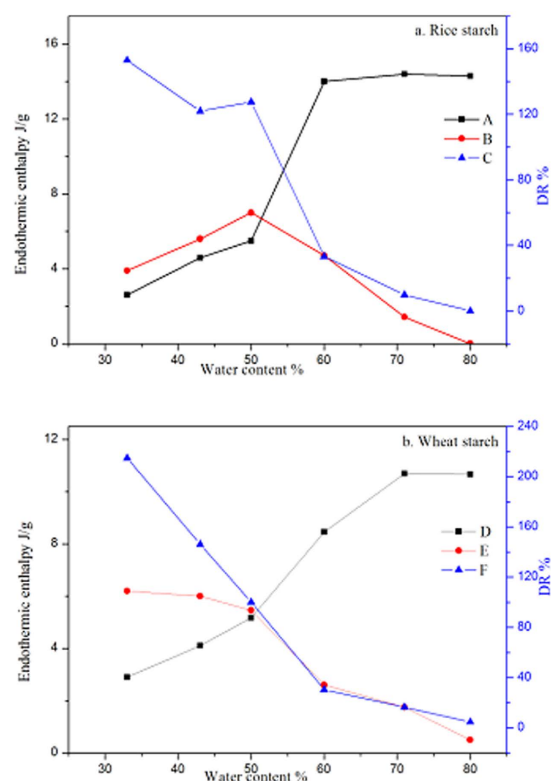 a. Rice starch
16
12
8
4
0
Endothermic enthalpy J/g
160
120
80
40
0
DR %
A
B
C
30 40 50 60 70 80
Water content %
b. Wheat starch
12
8
4
0
Endothermic enthalpy J/g
240
200
160
120
80
40
0
DR %
D
E
F
30 40 50 60 70 80
Water content %